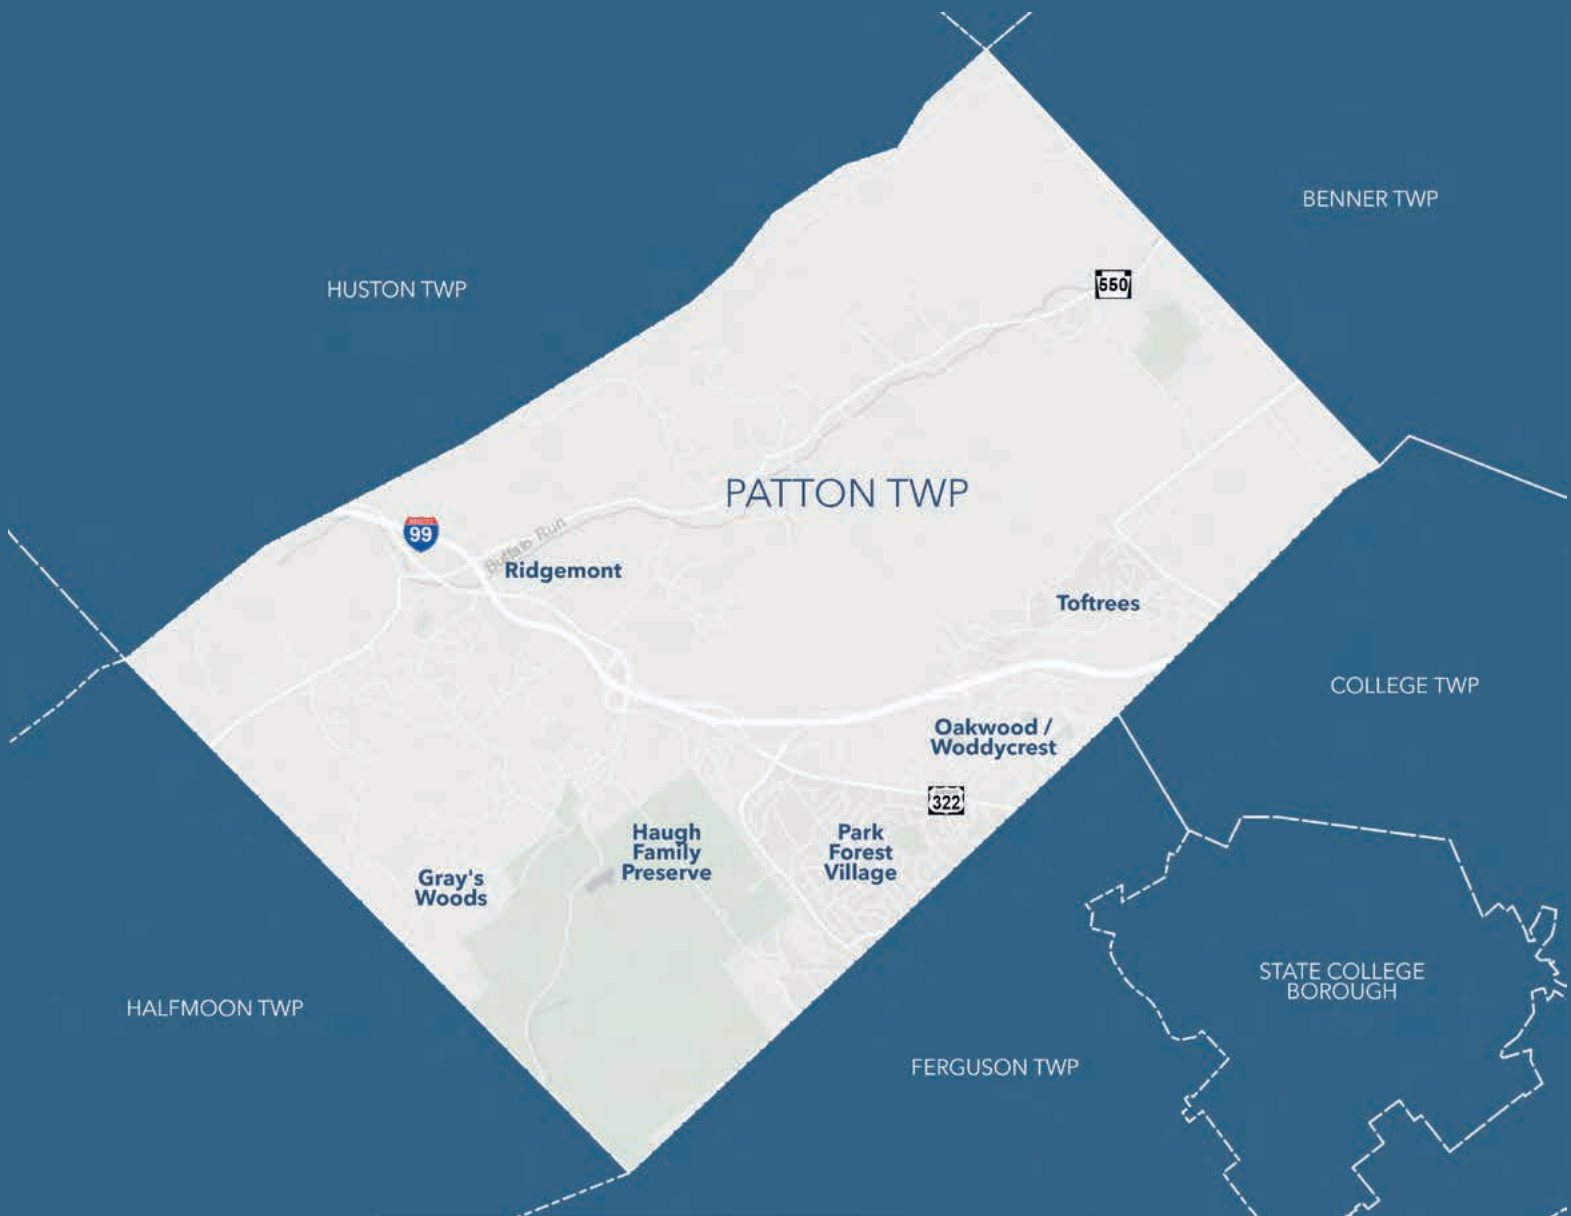 BENNER TWP
HUSTON TWP
550
PATTON TWP
99
Buffalo Run
Ridgemont
Toftrees
COLLEGE TWP
Oakwood /
Woddycrest
322
Haugh
Family
Preserve
Park
Forest
Village
Gray's
Woods
STATE COLLEGE
BOROUGH
HALFMOON TWP
FERGUSON TWP